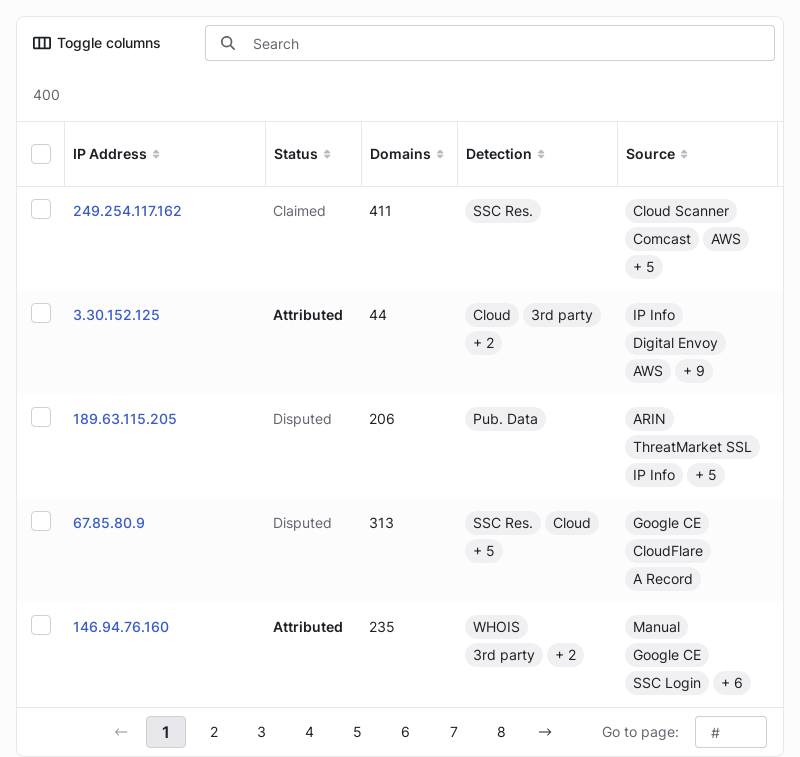 Toggle columns Search
400
IP Address Status Domains Detection Source
249.254.117.162 Claimed 411 SSC Res. Cloud Scanner
Comcast AWS
+ 5
3.30.152.125 Attributed 44 Cloud 3rd party IP Info
+ 2 Digital Envoy
AWS + 9
189.63.115.205 Disputed 206 Pub. Data ARIN
ThreatMarket SSL
IP Info + 5
67.85.80.9 Disputed 313 SSC Res. Cloud Google CE
+ 5 CloudFlare
A Record
146.94.76.160 Attributed 235 WHOIS Manual
3rd party + 2 Google CE
SSC Login + 6
← 1 2 3 4 5 6 7 8 → Go to page: #